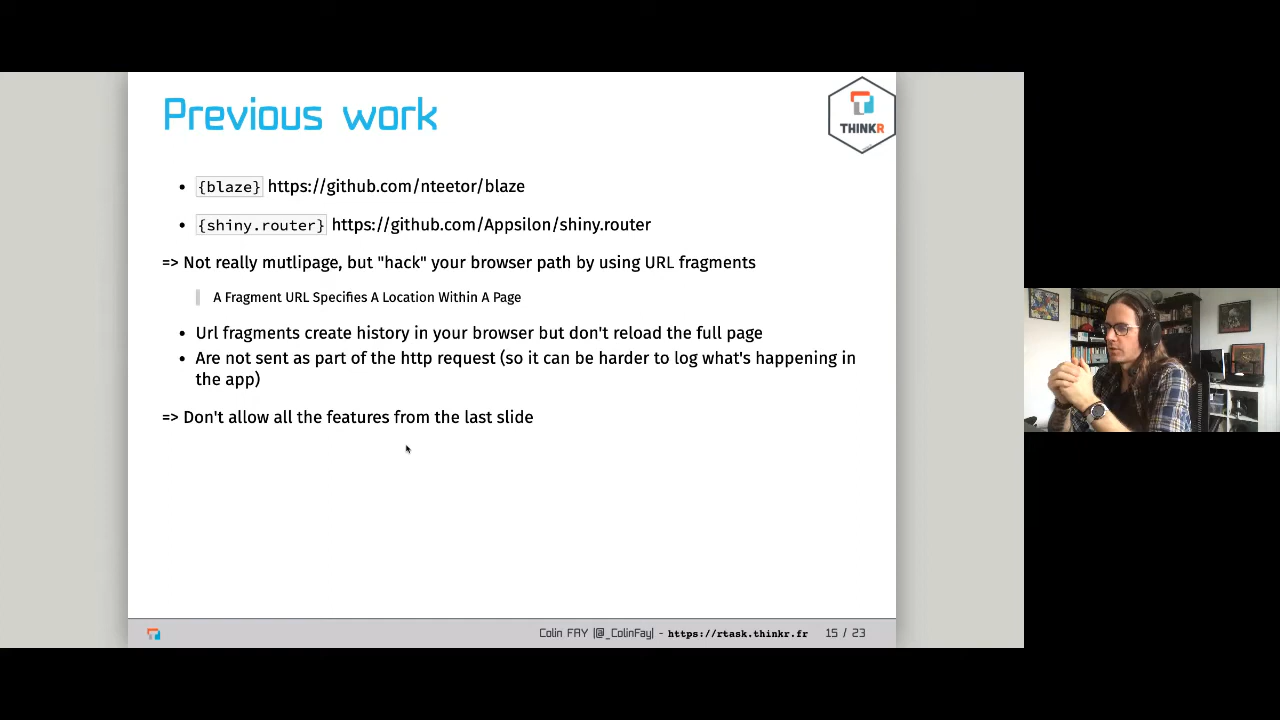 Previous work
THINKR
{blaze} https://github.com/nteetor/blaze
{shiny.router} https://github.com/Appsilon/shiny.router
=> Not really mutlipage, but "hack" your browser path by using URL fragments
A Fragment URL Specifies A Location Within A Page
Url fragments create history in your browser but don't reload the full page
Are not sent as part of the http request (so it can be harder to log what's happening in
the app)
=> Don't allow all the features from the last slide
Colin FAY |@_ColinFay| - https://rtask.thinkr.fr 15 / 23